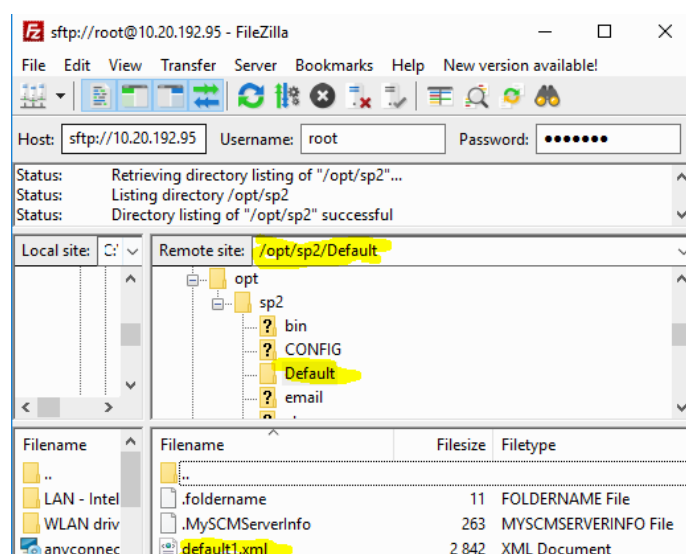 sftp://root@10.20.192.95 - FileZilla
File Edit View Transfer Server Bookmarks Help New version available!
Host: sftp://10.20.192.95 Username: root Password: ●●●●●●●
Status: Retrieving directory listing of "/opt/sp2"...
Status: Listing directory /opt/sp2
Status: Directory listing of "/opt/sp2" successful
Local site: C:\ Remote site: /opt/sp2/Default
opt
sp2
? bin
? CONFIG
Default
? email
Filename Filename Filesize Filetype
.. ..
LAN - Intel .foldername 11 FOLDERNAME File
WLAN driv .MySCMServerInfo 263 MYSCMSERVERINFO File
anyconnec default1.xml 2 842 XML Document